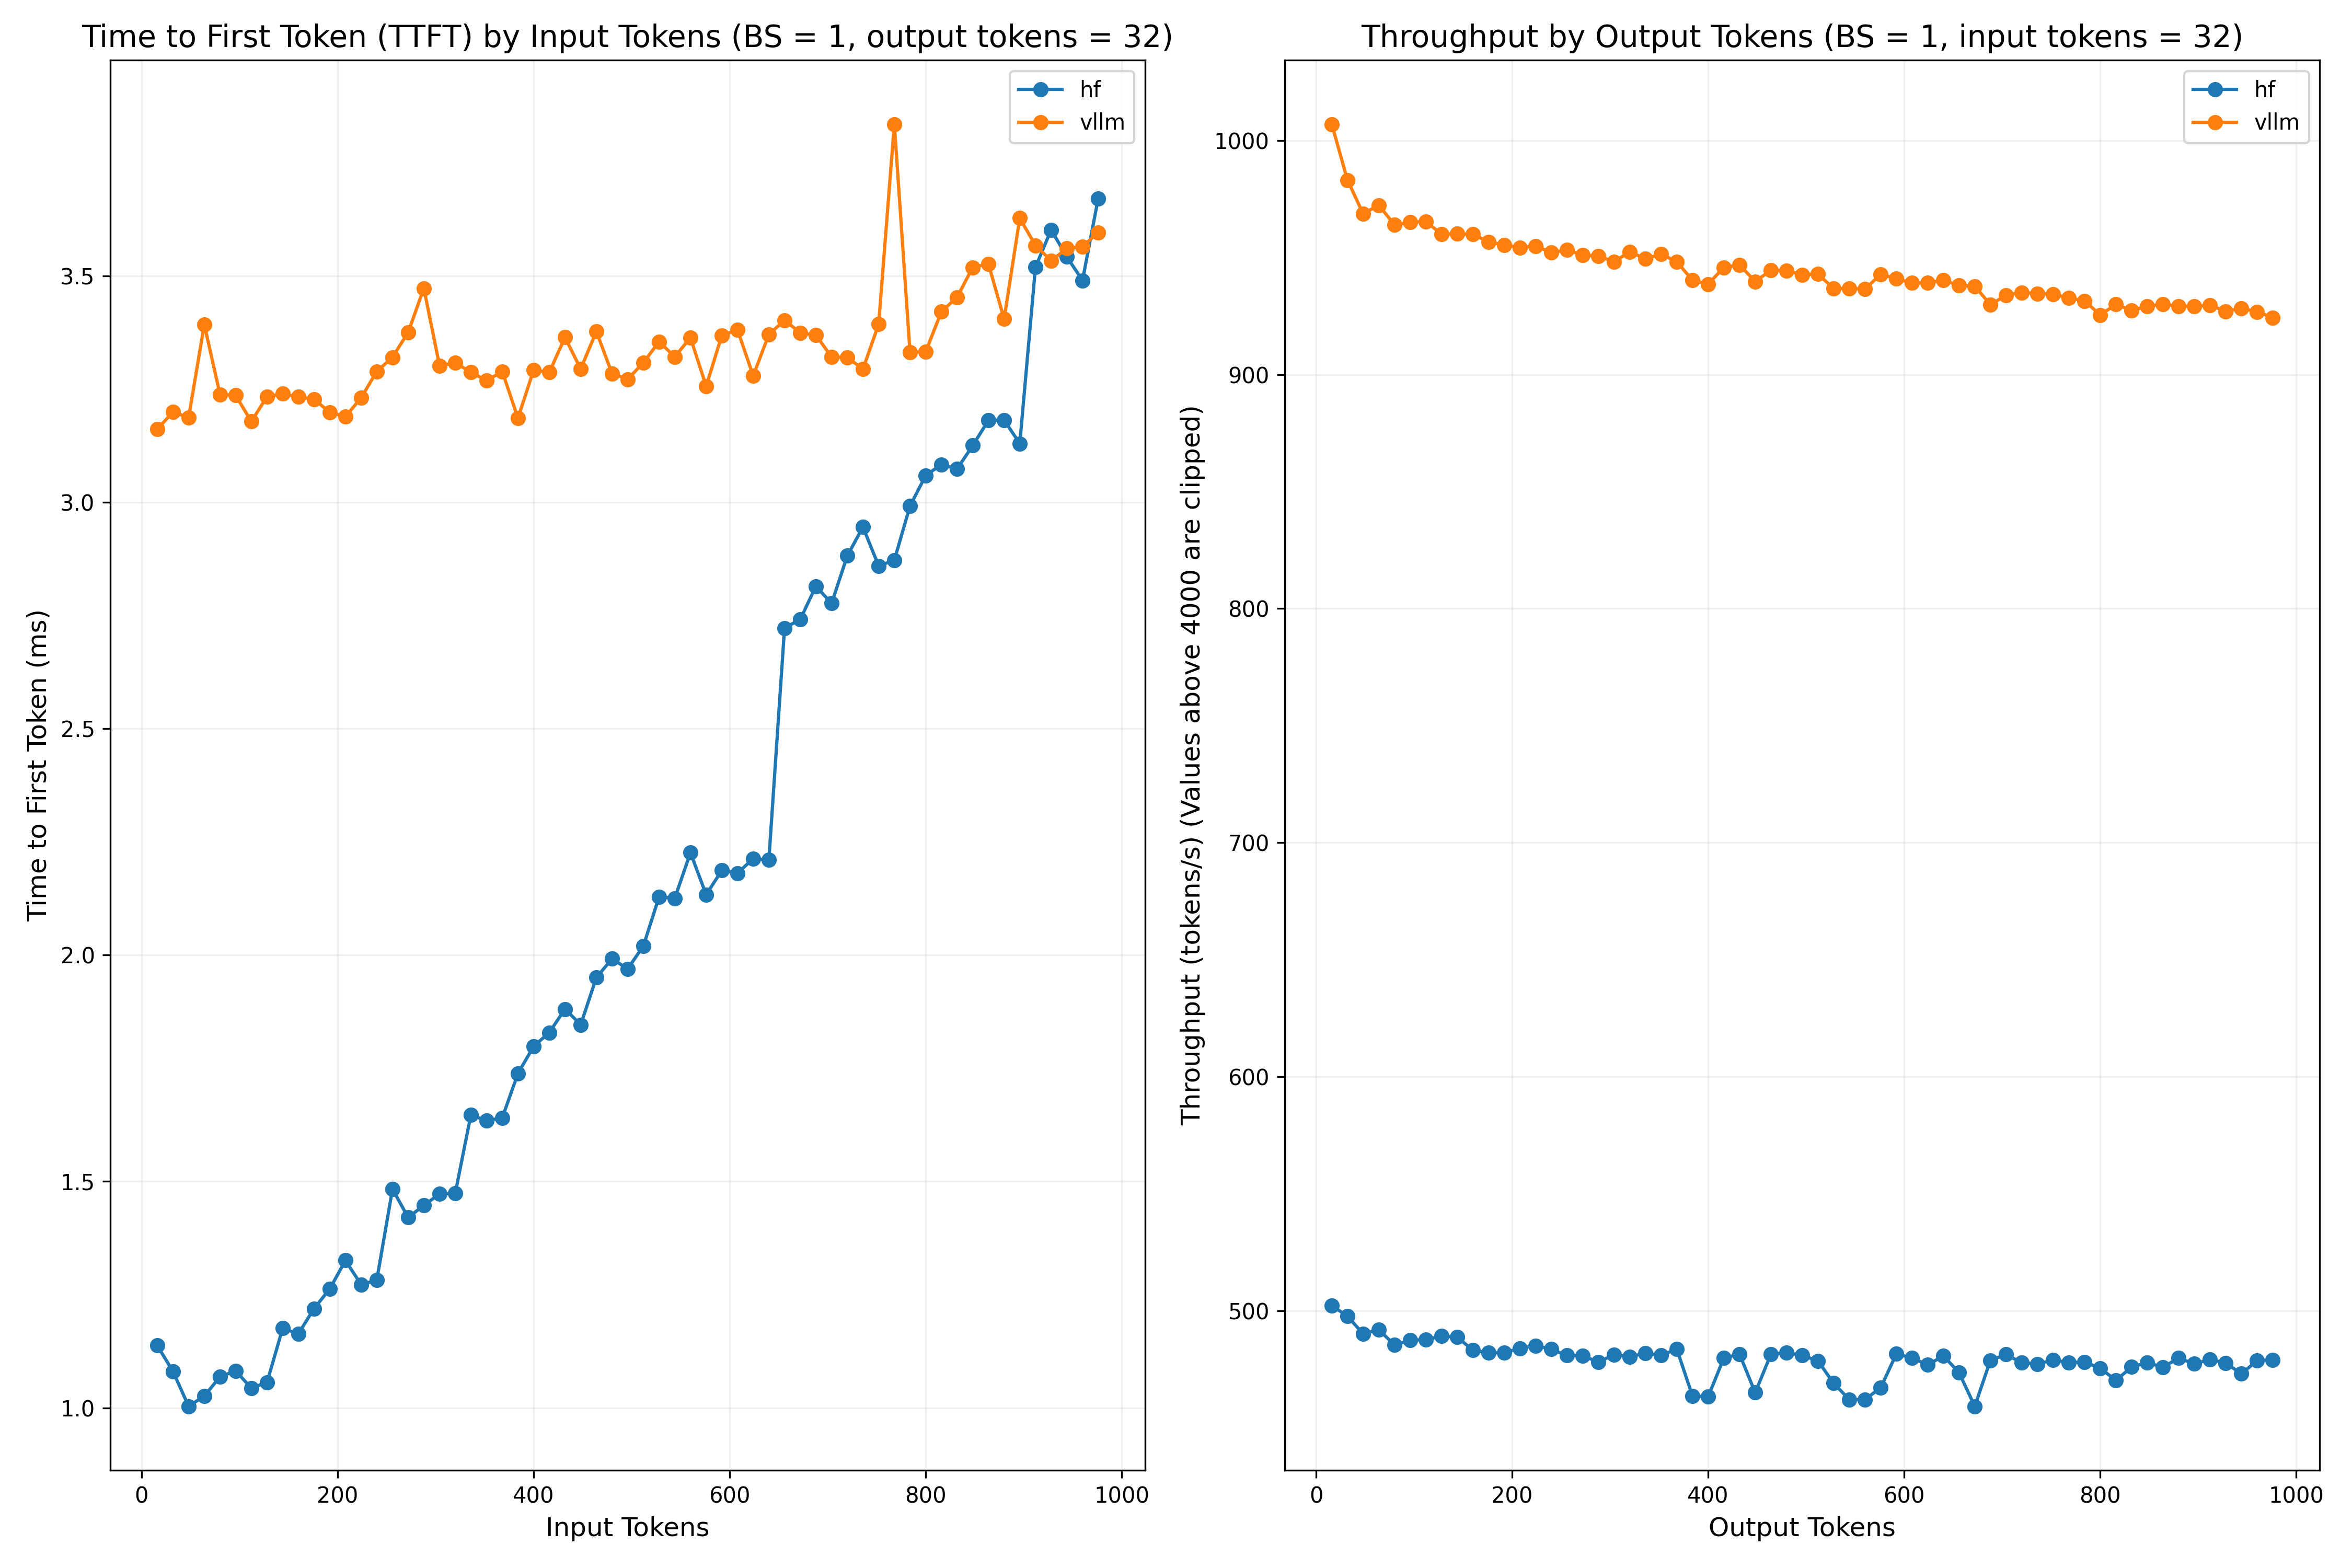 Time to First Token (TTFT) by Input Tokens (BS = 1, output tokens = 32)
hf
vllm
3.5
3.0
2.5
2.0
1.5
1.0
Time to First Token (ms)
0 200 400 600 800 1000
Input Tokens
Throughput by Output Tokens (BS = 1, input tokens = 32)
hf
vllm
1000
900
800
700
600
500
Throughput (tokens/s) (Values above 4000 are clipped)
0 200 400 600 800 1000
Output Tokens